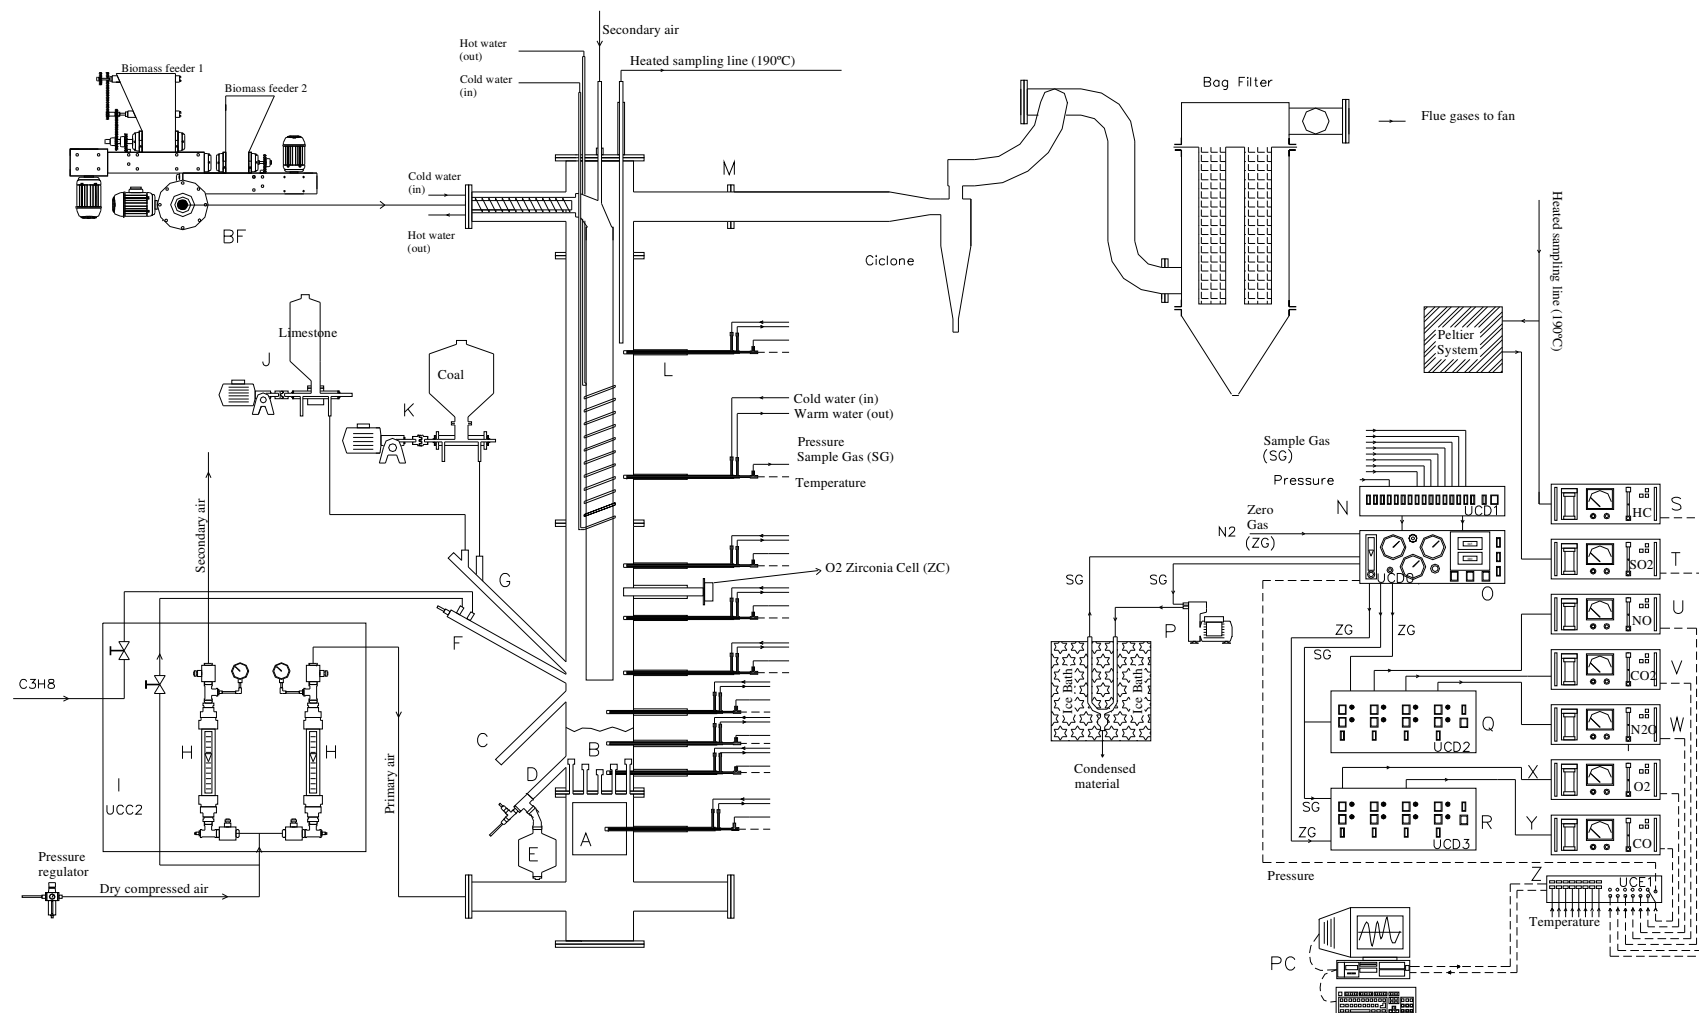 Secondary air
Hot water
(out)
Heated sampling line (190ºC)
Cold water
(in)
Biomass feeder 1
Biomass feeder 2
Bag Filter
Flue gases to fan
M
Cold water
(in)
BF
Hot water
(out)
Ciclone
Heated sampling line (190ºC)
Limestone
J
Peltier
System
L
Coal
K
Cold water (in)
Warm water (out)
Pressure
Sample Gas (SG)
Temperature
Sample Gas
(SG)
Pressure
N
UCD1
HC
S
Secondary air
Zero
Gas
(ZG)
N2
O2 Zirconia Cell (ZC)
G
SG
SG
UCD0
O
SO2
T
F
P
ZG
ZG
SG
NO
U
C3H8
Ice Bath
Ice Bath
CO2
V
H
H
C
B
Q
UCD2
N2O
W
I
UCC2
Primary air
D
Condensed
material
X
O2
SG
A
E
ZG
R
UCD3
Y
CO
Pressure
regulator
Dry compressed air
Pressure
Z
UCE1
Temperature
PC